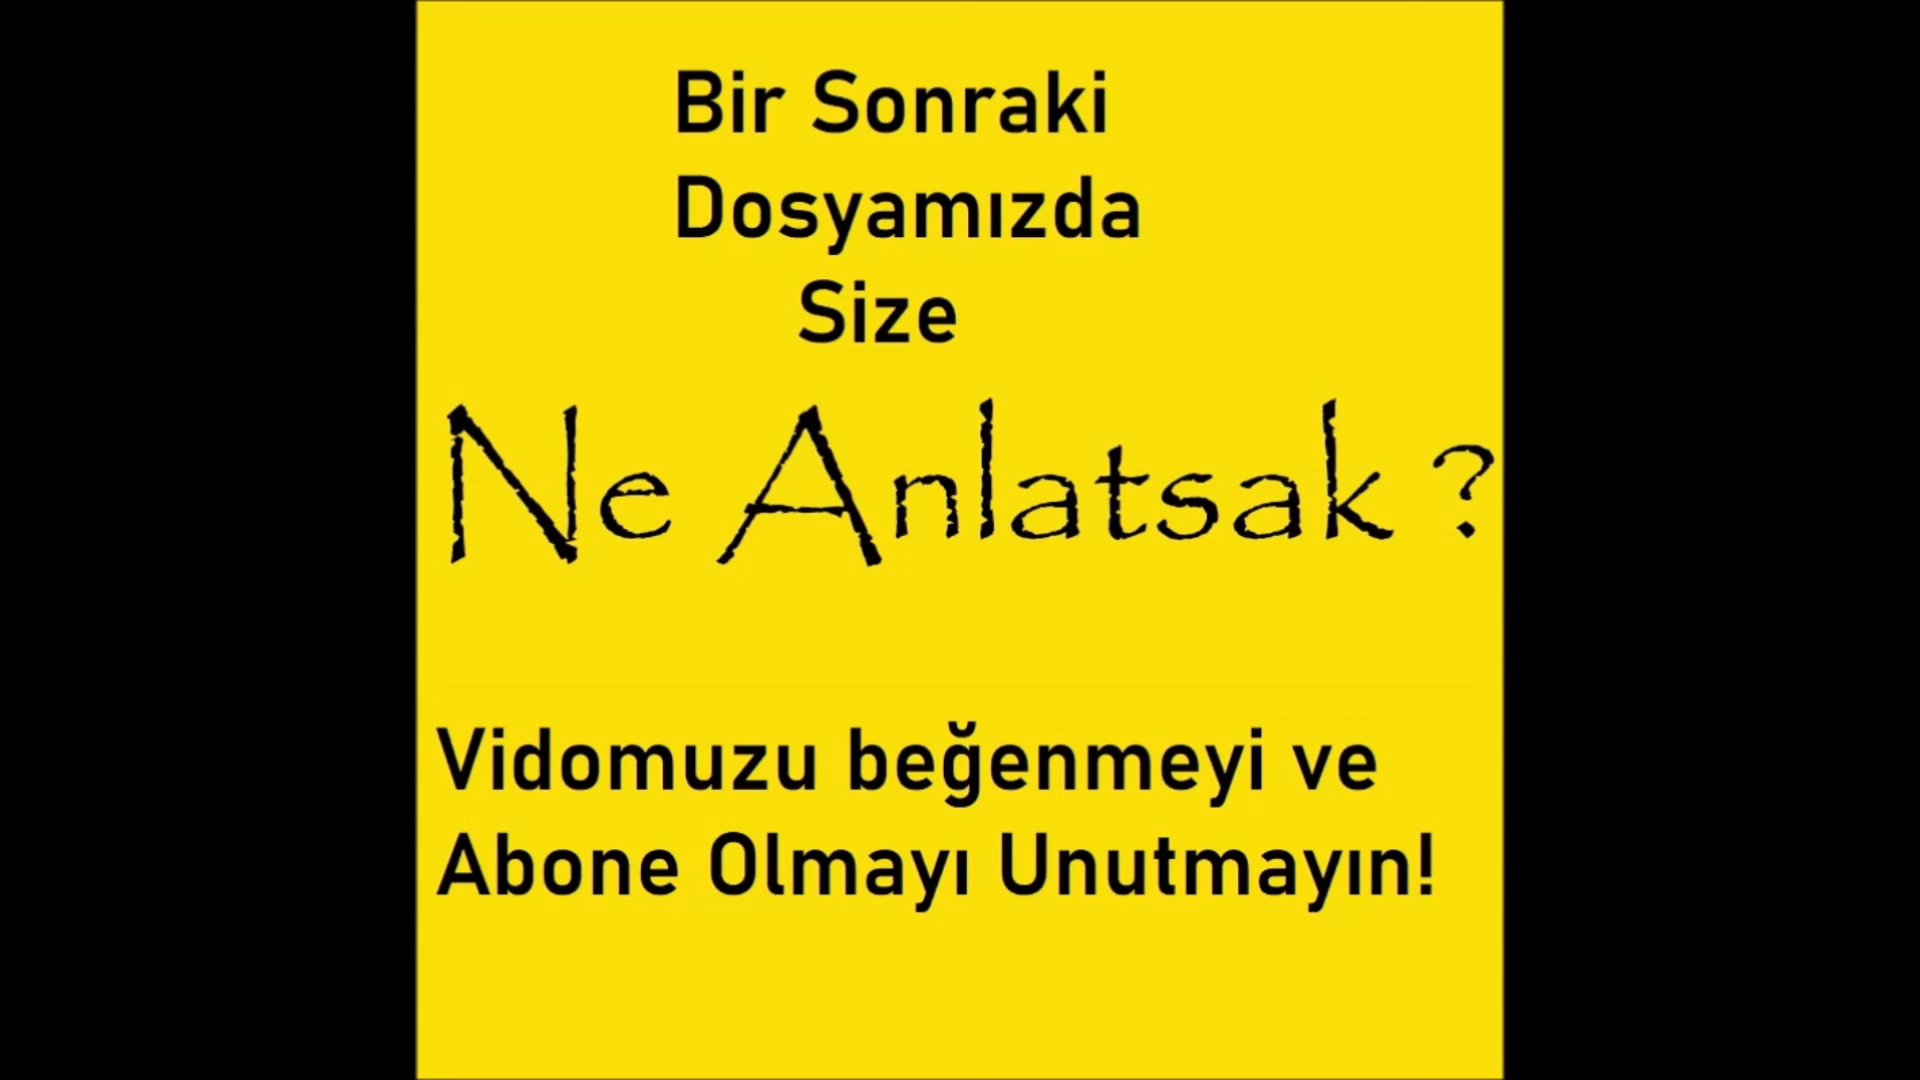 Bir Sonraki
Dosyamızda
Size
Ne Anlatsak ?
Vidomuzu beğenmeyi ve
Abone Olmayı Unutmayın!